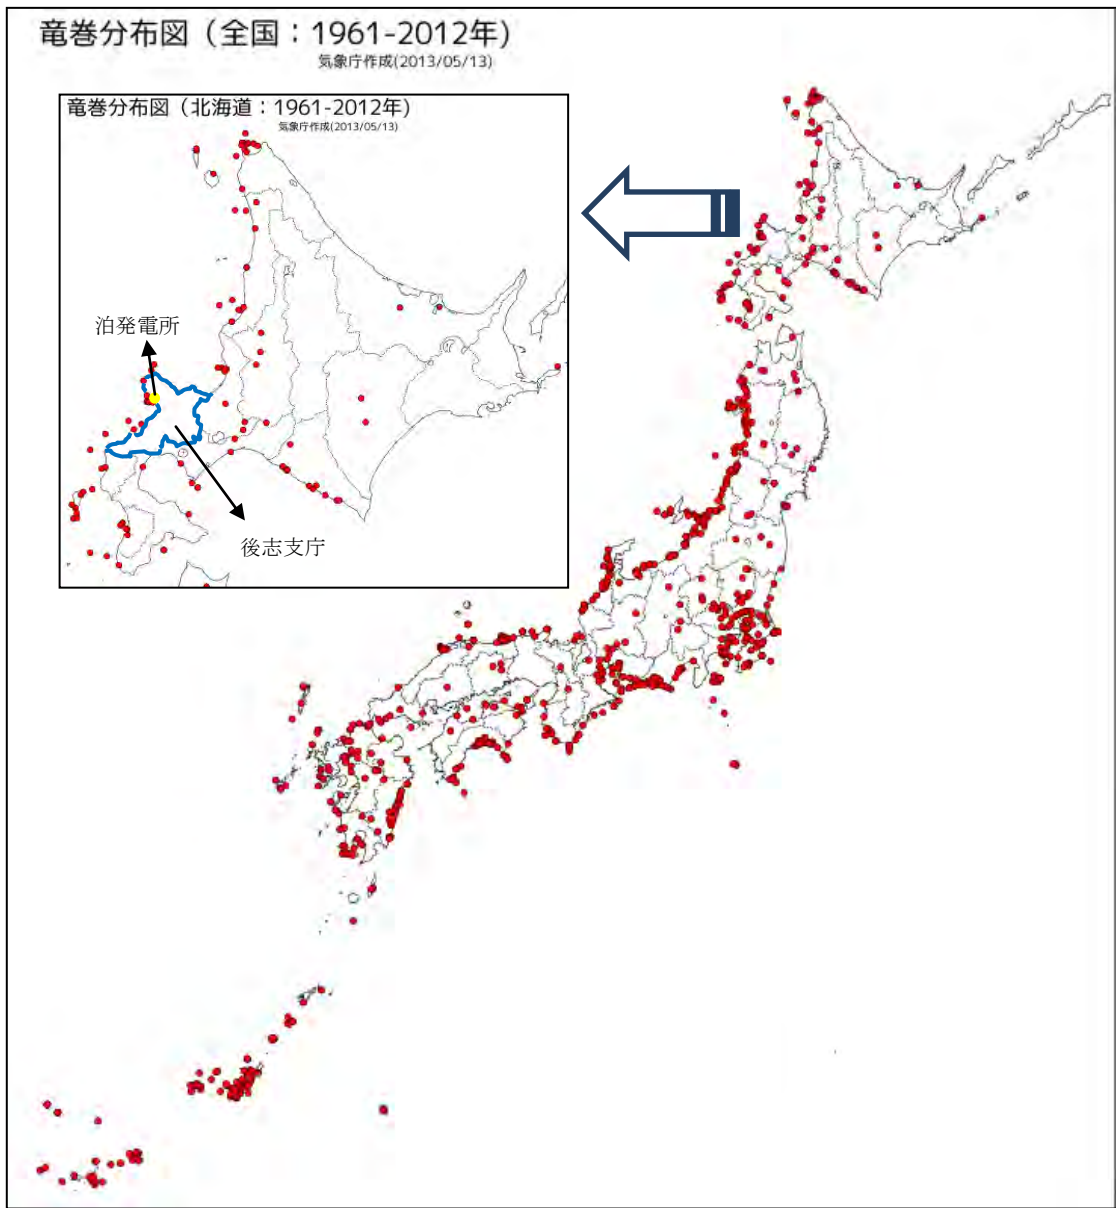 竜巻分布図（全国：1961-2012年）
気象庁作成(2013/05/13)
竜巻分布図（北海道：1961-2012年）
気象庁作成(2013/05/13)
泊発電所
後志支庁